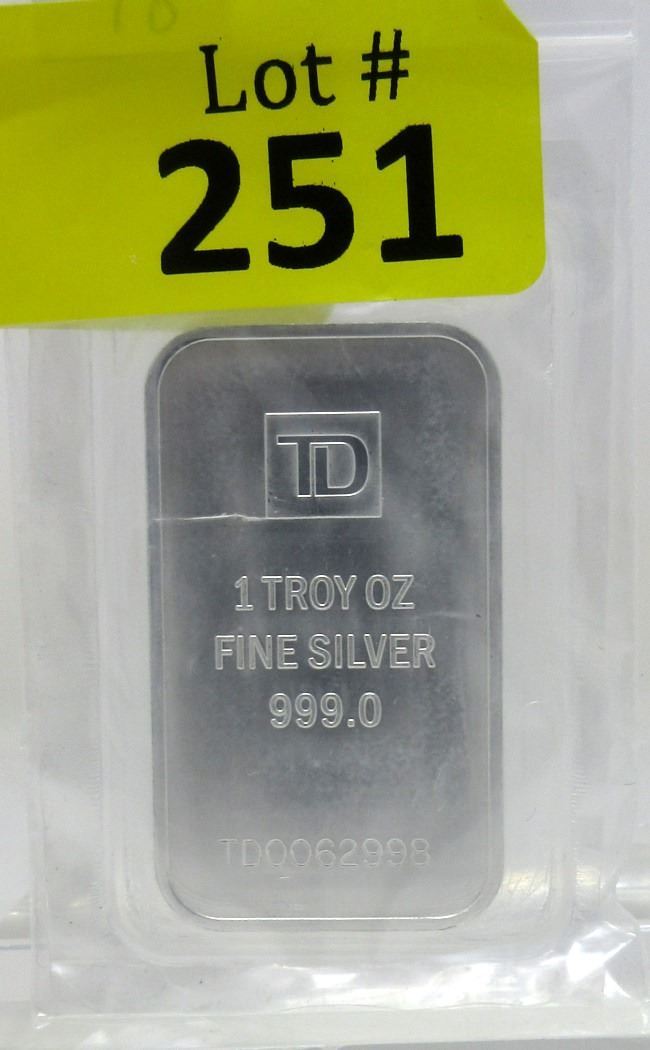 Lot #
251
TD
1 TROY OZ
FINE SILVER
999.0
TD0062998